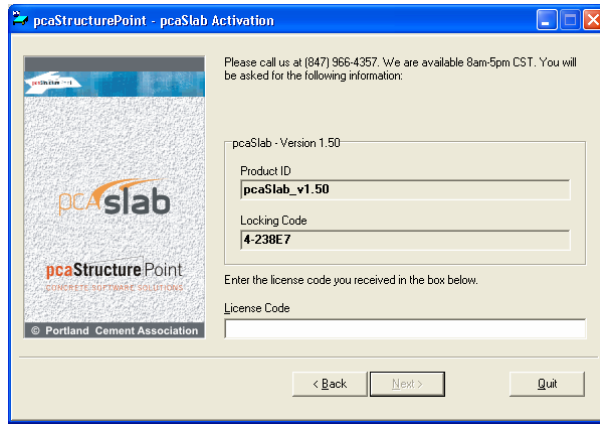 pcaStructurePoint - pcaSlab Activation
Please call us at (847) 966-4357. We are available 8am-5pm CST. You will
be asked for the following information:
pcaSlab - Version 1.50
Product ID
pcaSlab_v1.50
Locking Code
4-238E7
Enter the license code you received in the box below.
License Code
pcaslab
pcaStructurePoint
CONCRETE SOFTWARE SOLUTIONS
© Portland Cement Association
< Back
Next >
Quit